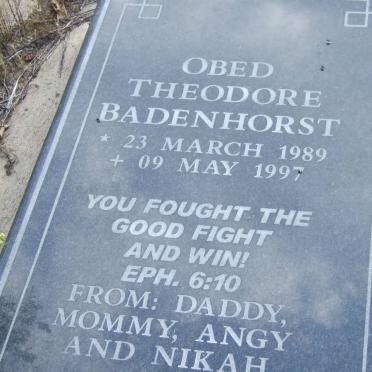 OBED
THEODORE
BADENHORST
* 23 MARCH 1989
+ 09 MAY 1997
YOU FOUGHT THE
GOOD FIGHT
AND WIN!
EPH. 6:10
FROM: DADDY,
MOMMY, ANGY
AND NIKAH